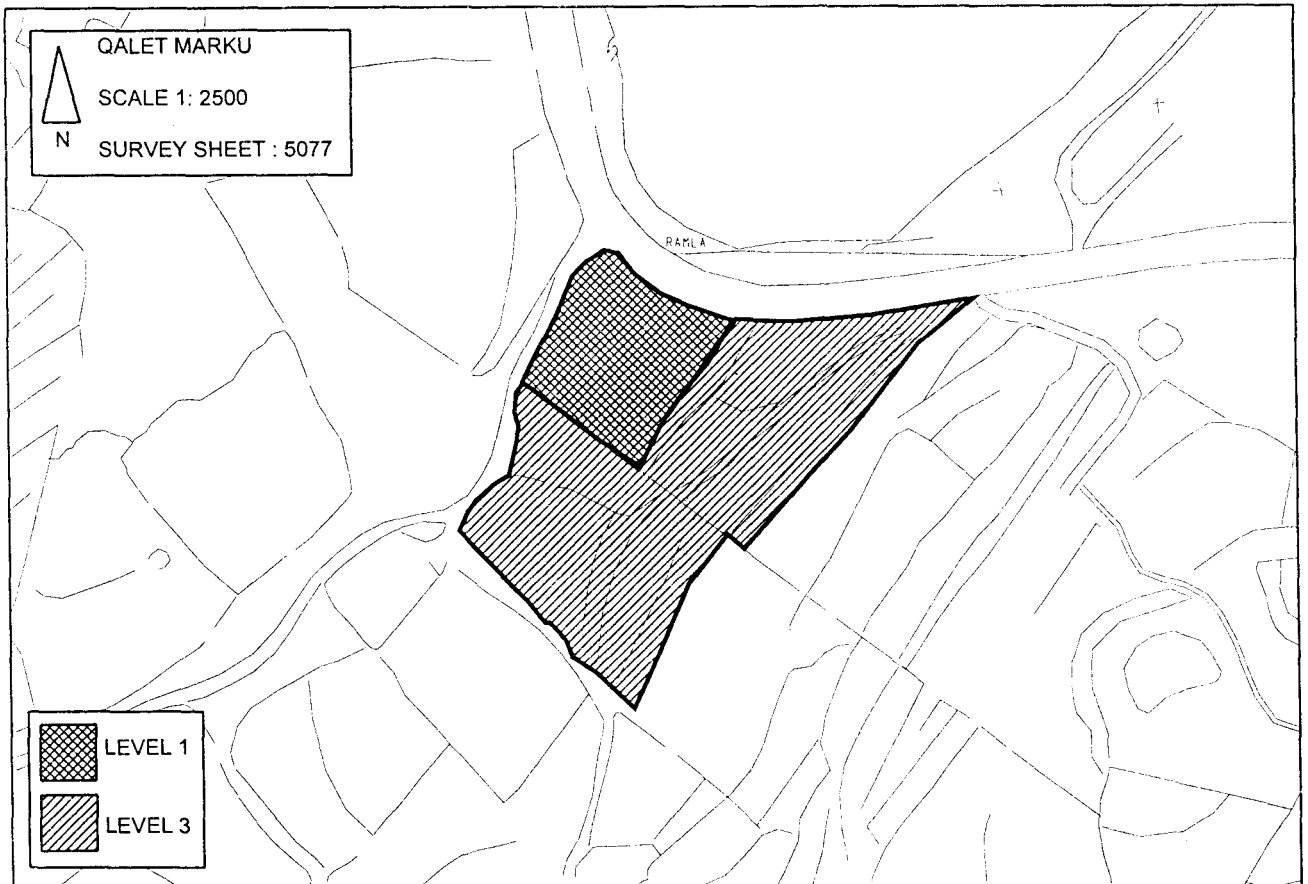 QALET MARKU
SCALE 1: 2500
N
SURVEY SHEET : 5077
RAMLA
LEVEL 1
LEVEL 3